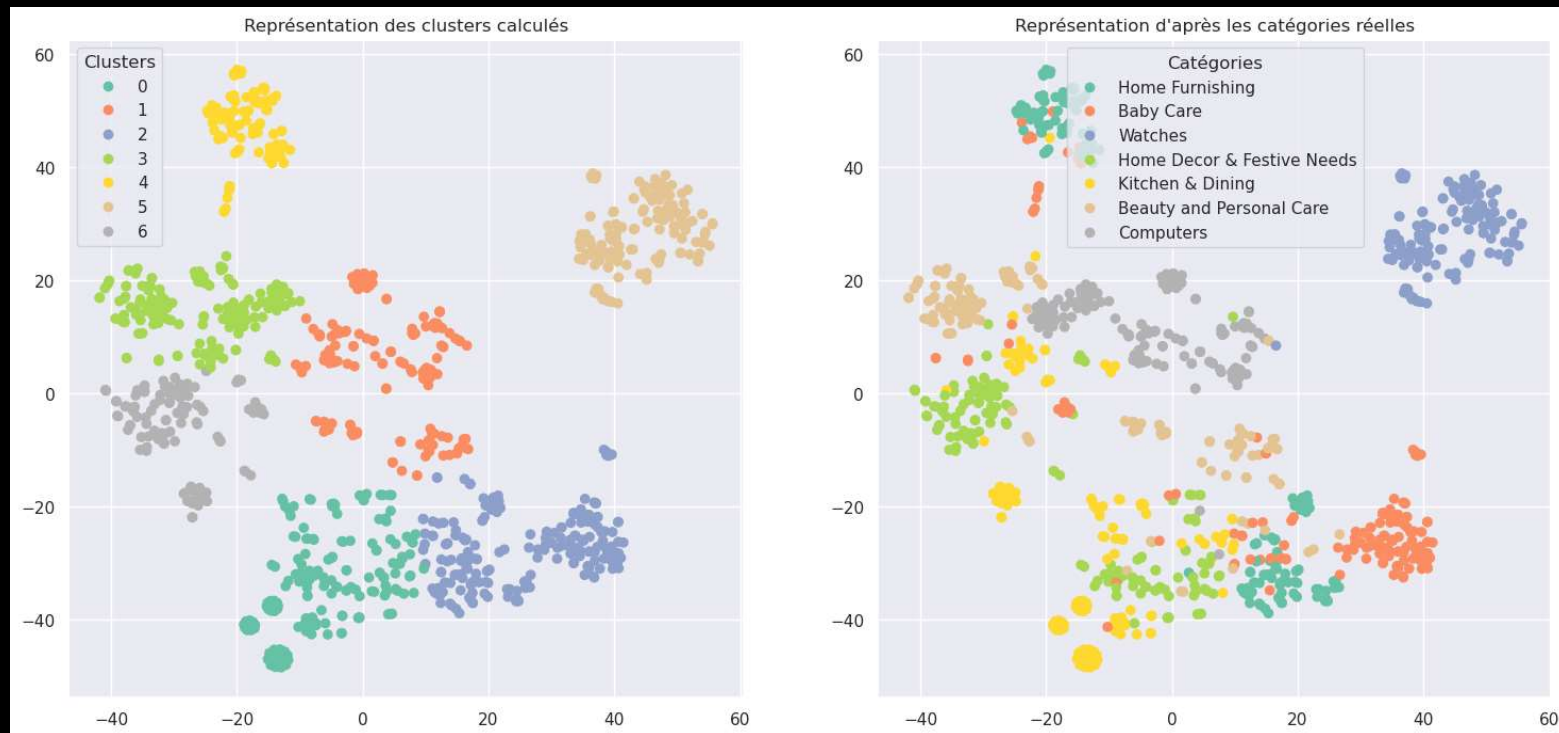 Représentation des clusters calculés
60
40
20
0
−20
−40
−40
−20
0
20
40
60
Clusters
0
1
2
3
4
5
6
Représentation d'après les catégories réelles
60
40
20
0
−20
−40
−40
−20
0
20
40
60
Catégories
Home Furnishing
Baby Care
Watches
Home Decor & Festive Needs
Kitchen & Dining
Beauty and Personal Care
Computers